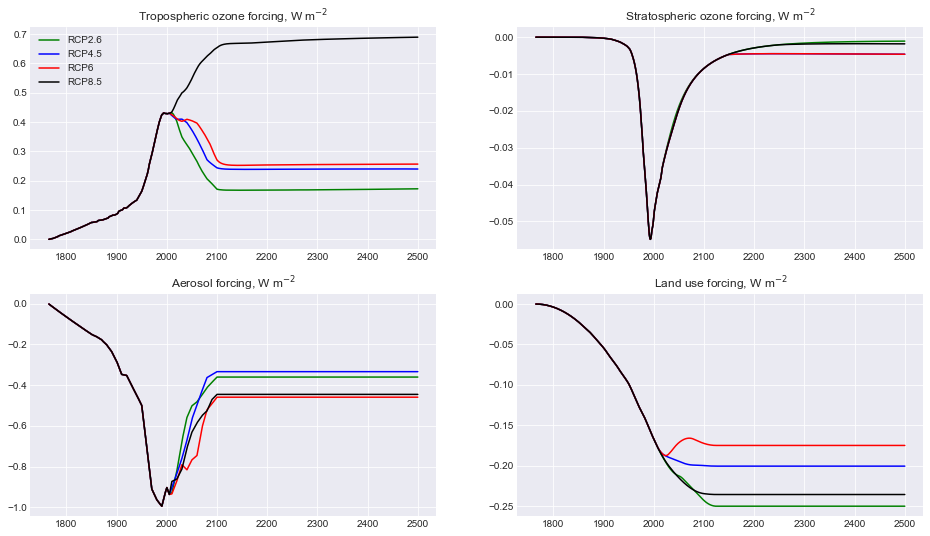 Tropospheric ozone forcing, W m⁻²
0.7
0.6
0.5
0.4
0.3
0.2
0.1
0.0
RCP2.6
RCP4.5
RCP6
RCP8.5
1800 1900 2000 2100 2200 2300 2400 2500
Stratospheric ozone forcing, W m⁻²
0.00
−0.01
−0.02
−0.03
−0.04
−0.05
1800 1900 2000 2100 2200 2300 2400 2500
Aerosol forcing, W m⁻²
0.0
−0.2
−0.4
−0.6
−0.8
−1.0
1800 1900 2000 2100 2200 2300 2400 2500
Land use forcing, W m⁻²
0.00
−0.05
−0.10
−0.15
−0.20
−0.25
1800 1900 2000 2100 2200 2300 2400 2500